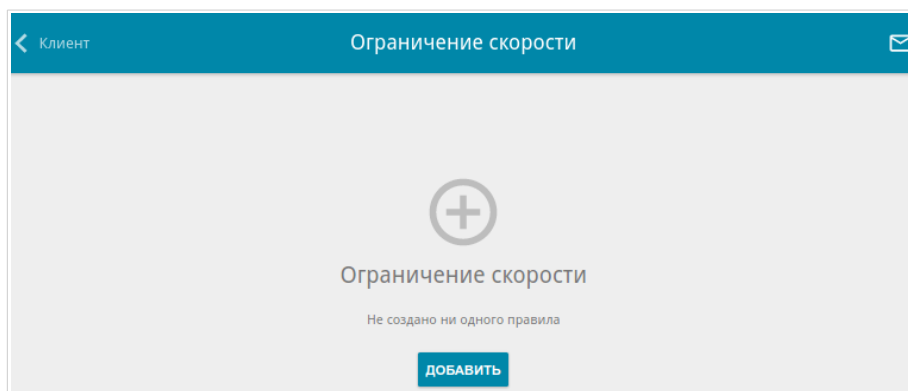 Клиент
Ограничение скорости
Ограничение скорости
Не создано ни одного правила
ДОБАВИТЬ